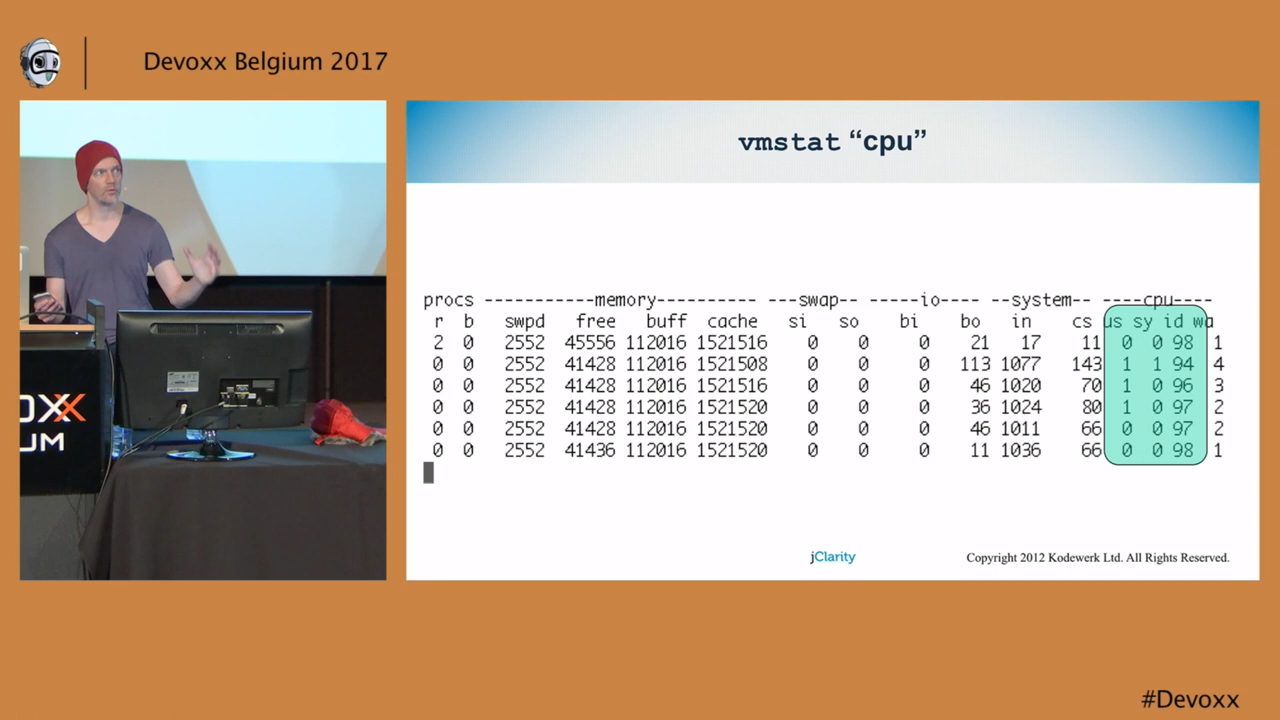 Devoxx Belgium 2017
vmstat “cpu”
procs -----------memory---------- ---swap-- -----io---- --system-- ----cpu----
r b swpd free buff cache si so bi bo in cs us sy id wa
2 0 2552 45556 112016 1521516 0 0 0 21 17 11 0 0 98 1
0 0 2552 41428 112016 1521508 0 0 0 113 1077 143 1 1 94 4
0 0 2552 41428 112016 1521516 0 0 0 46 1020 70 1 0 96 3
0 0 2552 41428 112016 1521520 0 0 0 36 1024 80 1 0 97 2
0 0 2552 41428 112016 1521520 0 0 0 46 1011 66 0 0 97 2
0 0 2552 41436 112016 1521520 0 0 0 11 1036 66 0 0 98 1
jClarity
Copyright 2012 Kodewerk Ltd. All Rights Reserved.
OXX
UM
#Devoxx